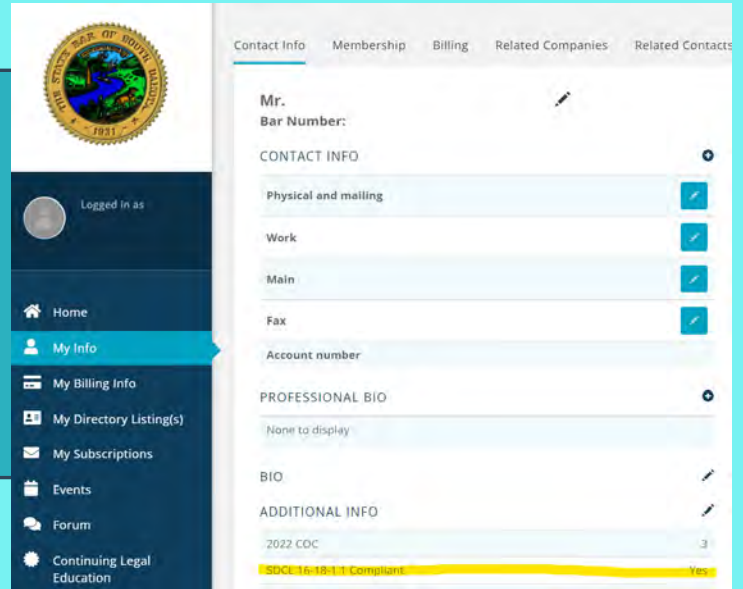 THE STATE BAR OF SOUTH DAKOTA
1931
Logged in as
Home
My Info
My Billing Info
My Directory Listing(s)
My Subscriptions
Events
Forum
Continuing Legal
Education
Contact Info Membership Billing Related Companies Related Contacts
Mr.
Bar Number:
CONTACT INFO
Physical and mailing
Work
Main
Fax
Account number
PROFESSIONAL BIO
None to display
BIO
ADDITIONAL INFO
2022 COC 3
SDCL 16-18-1.1 Compliant Yes